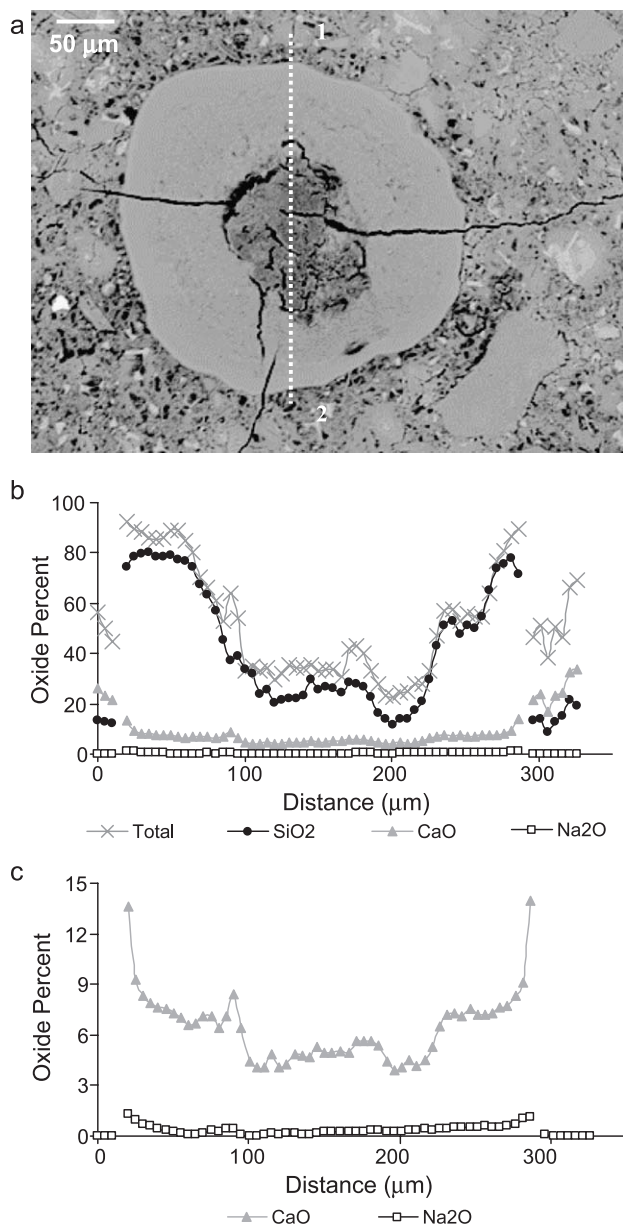 a
50 μm
1
2
b
100
80
60
40
20
0
Oxide Percent
0 100 200 300
Distance (μm)
Total SiO2 CaO Na2O
c
15
12
9
6
3
0
Oxide Percent
0 100 200 300
Distance (μm)
CaO Na2O